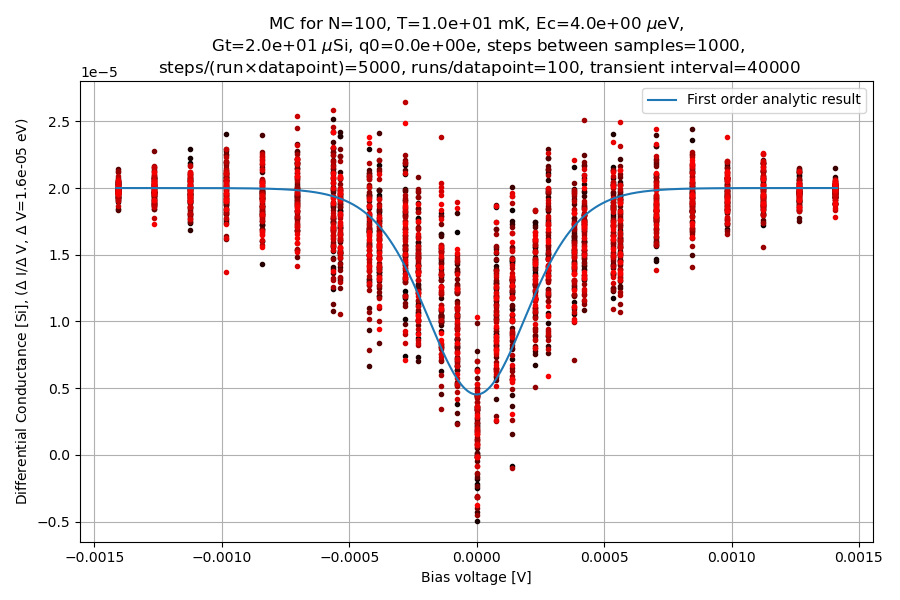 MC for N=100, T=1.0e+01 mK, Ec=4.0e+00 μeV,
Gt=2.0e+01 μSi, q0=0.0e+00e, steps between samples=1000,
steps/(run×datapoint)=5000, runs/datapoint=100, transient interval=40000
1e−5
First order analytic result
2.5
2.0
1.5
1.0
0.5
0.0
−0.5
Differential Conductance [Si], (Δ I/Δ V, Δ V=1.6e-05 eV)
−0.0015 −0.0010 −0.0005 0.0000 0.0005 0.0010 0.0015
Bias voltage [V]